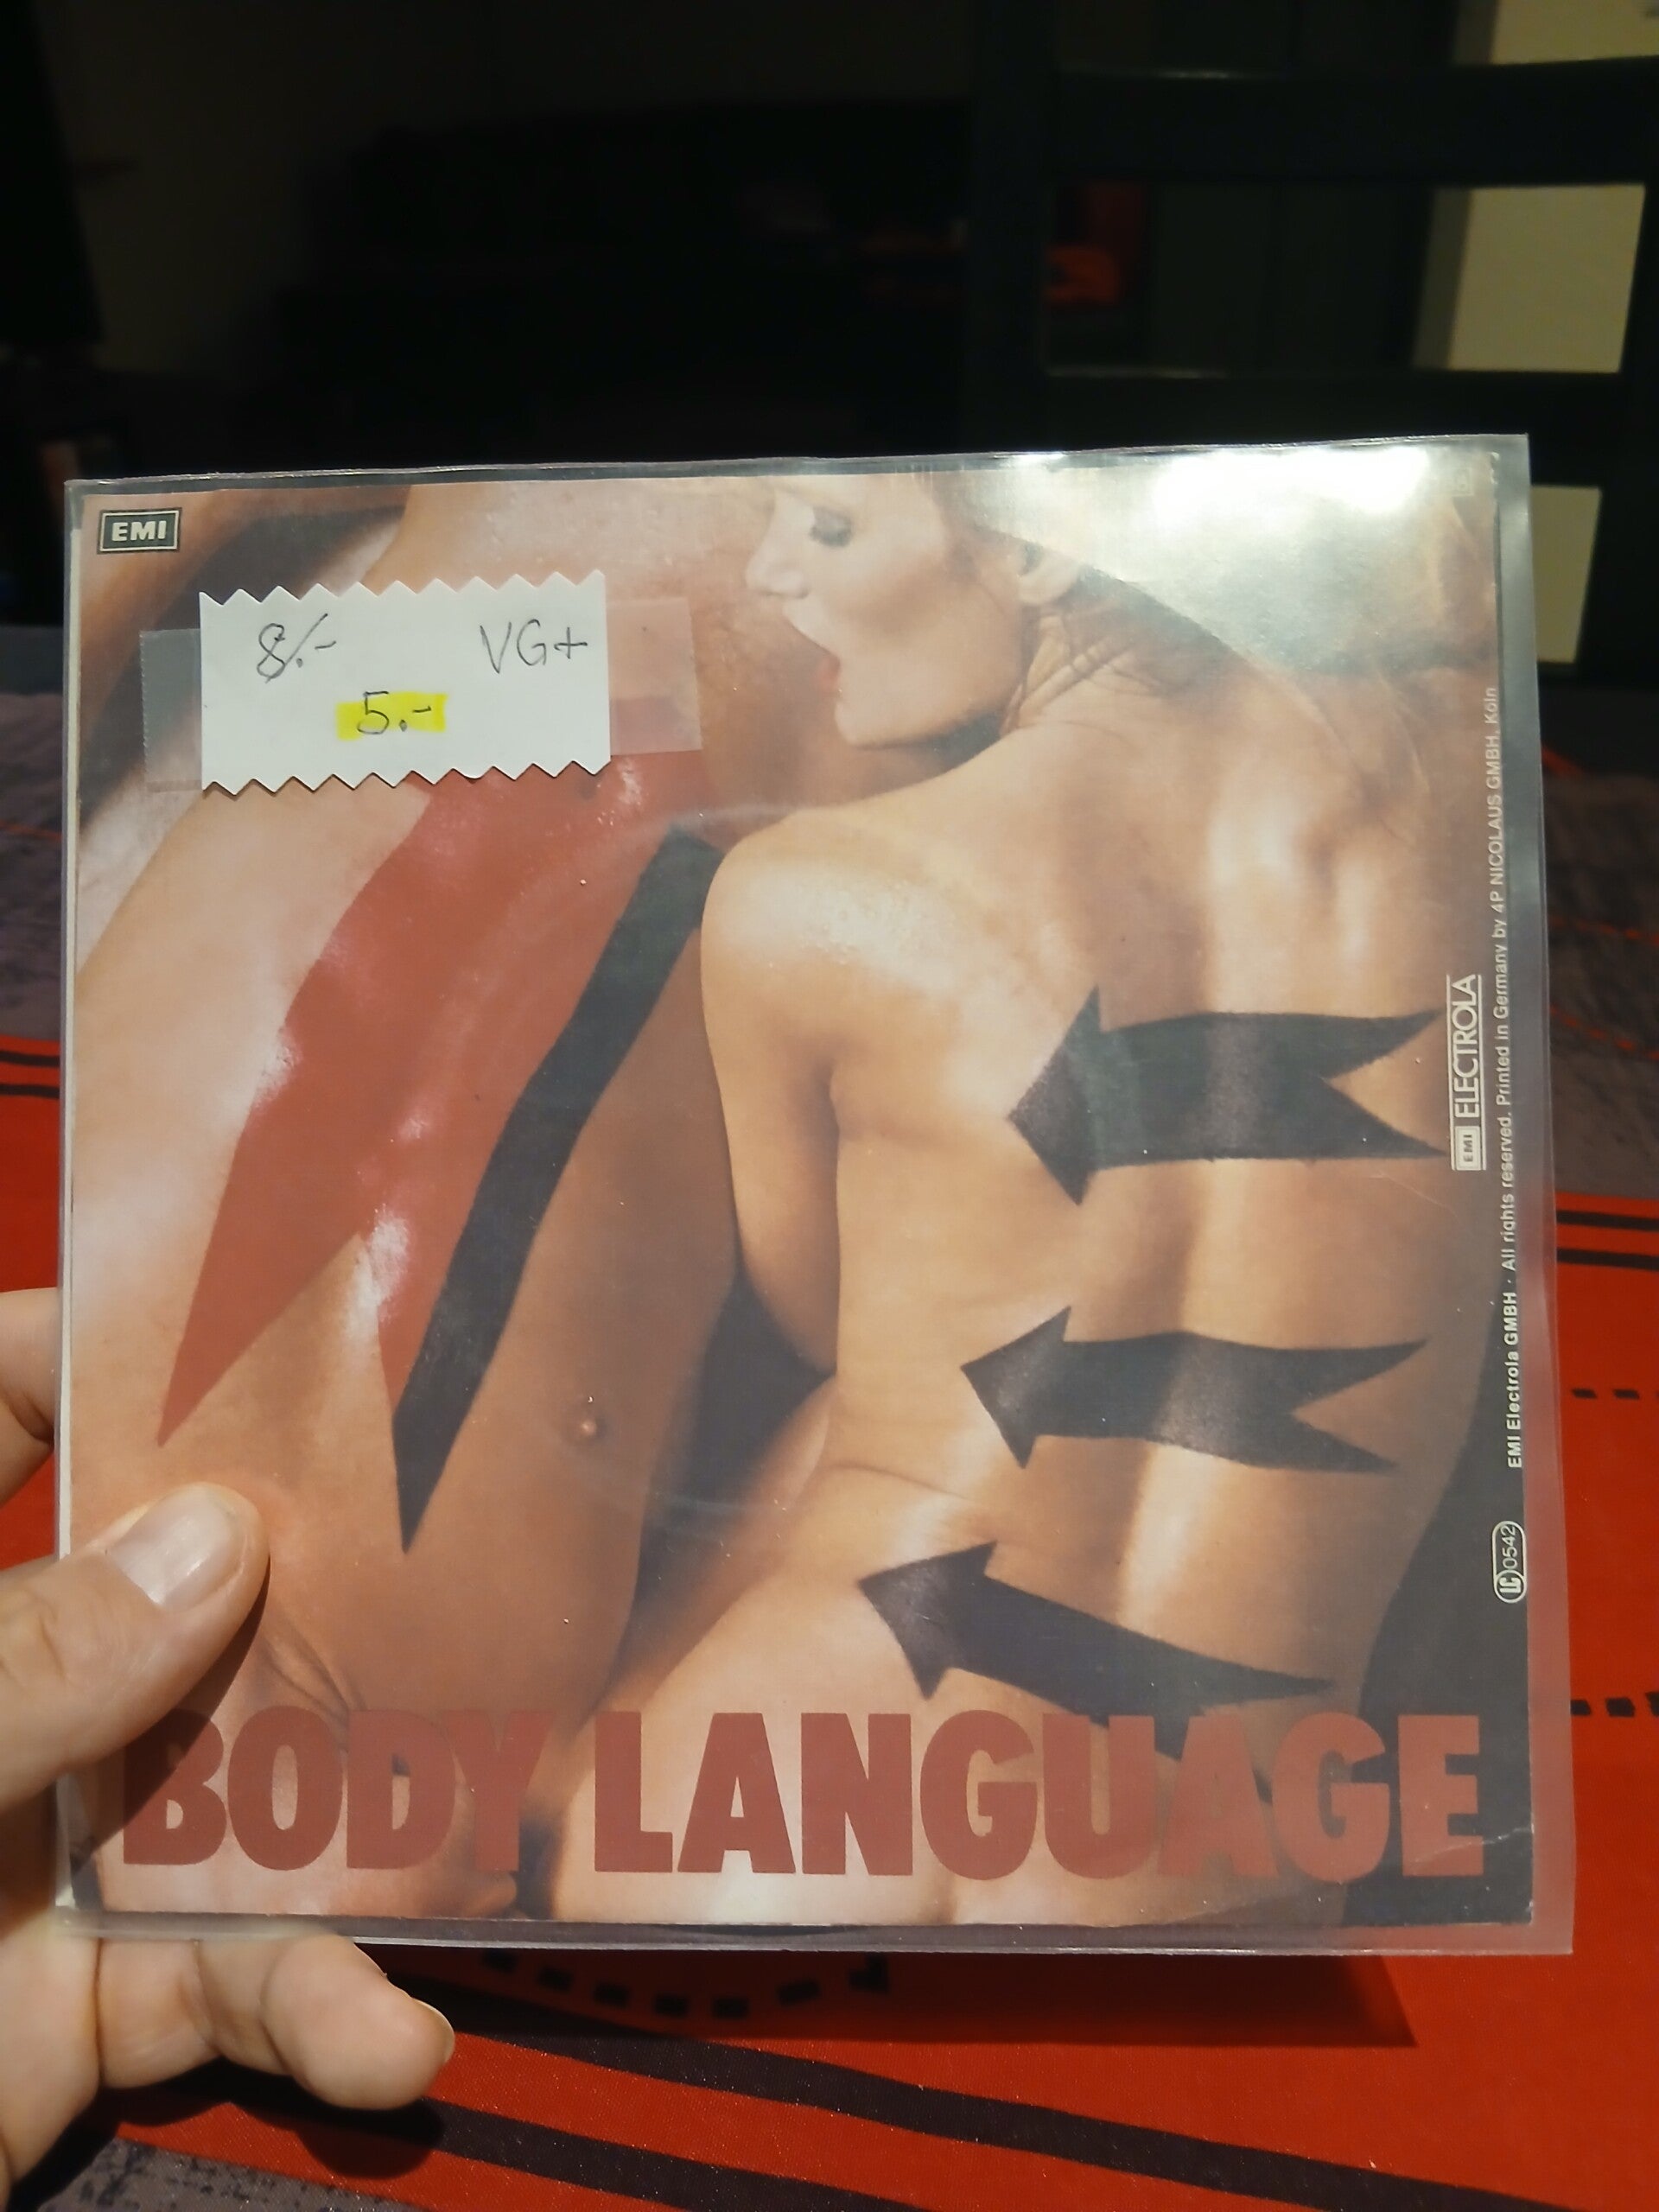 EMI
8.- VG+
5.-
BODY LANGUAGE
EMI ELECTROLA
EMI Electrola GMBH · All rights reserved. Printed in Germany by 4P NICOLAUS GMBH, Köln
LC 0542